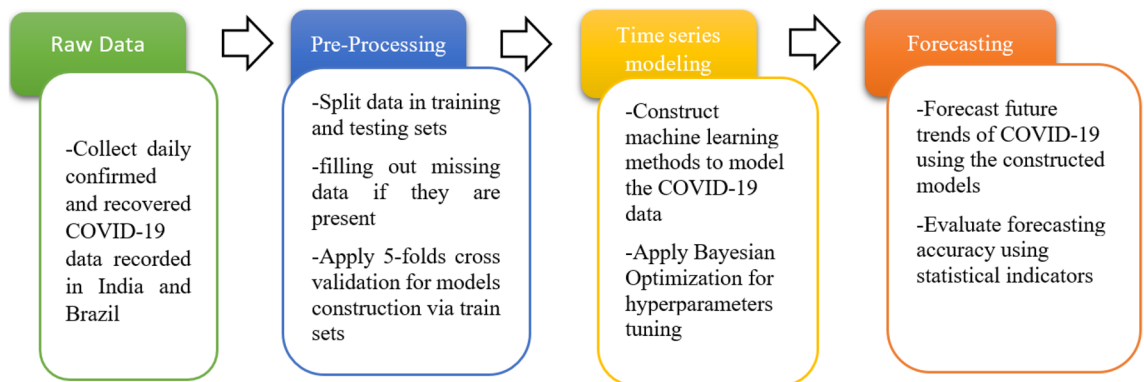 Raw Data
-Collect daily
confirmed
and recovered
COVID-19
data recorded
in India and
Brazil
Pre-Processing
-Split data in training
and testing sets
-filling out missing
data if they are
present
-Apply 5-folds cross
validation for models
construction via train
sets
Time series
modeling
-Construct
machine learning
methods to model
the COVID-19
data
-Apply Bayesian
Optimization for
hyperparameters
tuning
Forecasting
-Forecast future
trends of COVID-19
using the constructed
models
-Evaluate forecasting
accuracy using
statistical indicators